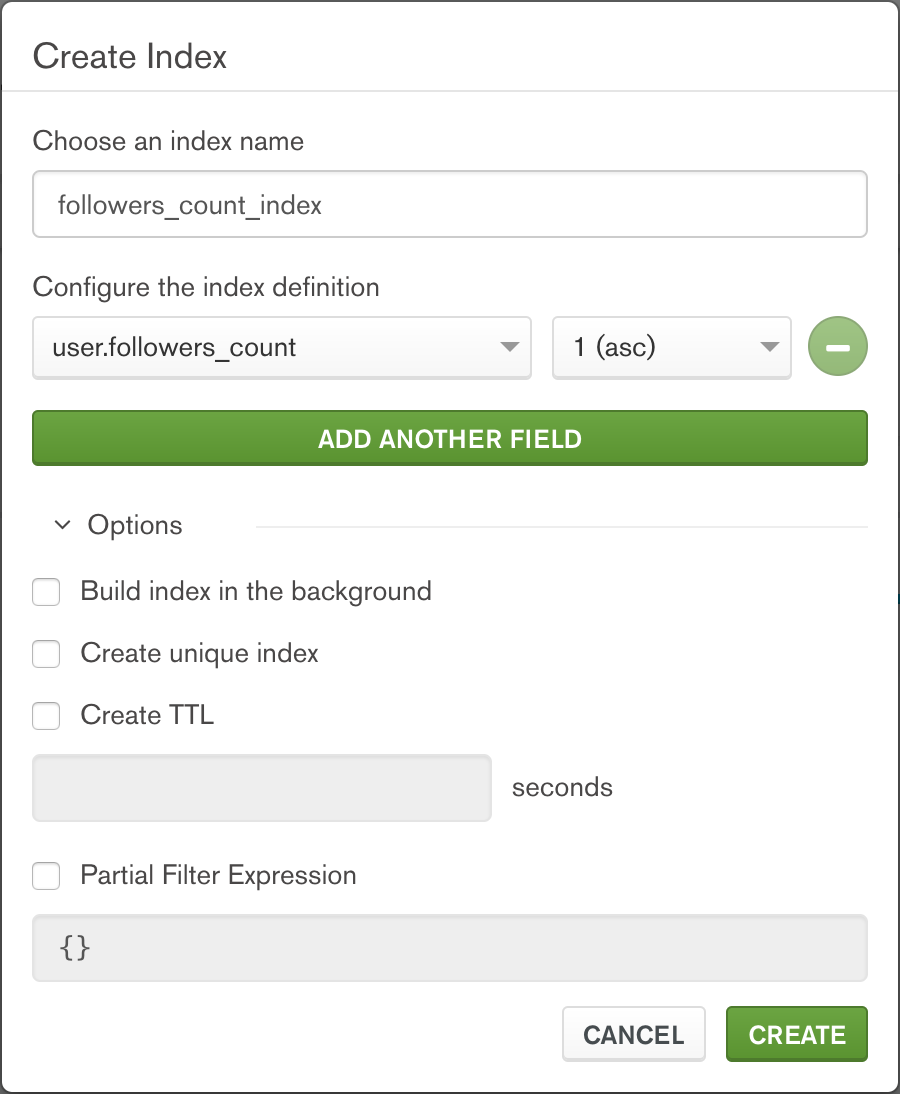 Create Index
Choose an index name
followers_count_index
Configure the index definition
user.followers_count 1 (asc)
ADD ANOTHER FIELD
Options
Build index in the background
Create unique index
Create TTL
seconds
Partial Filter Expression
{}
CANCEL CREATE